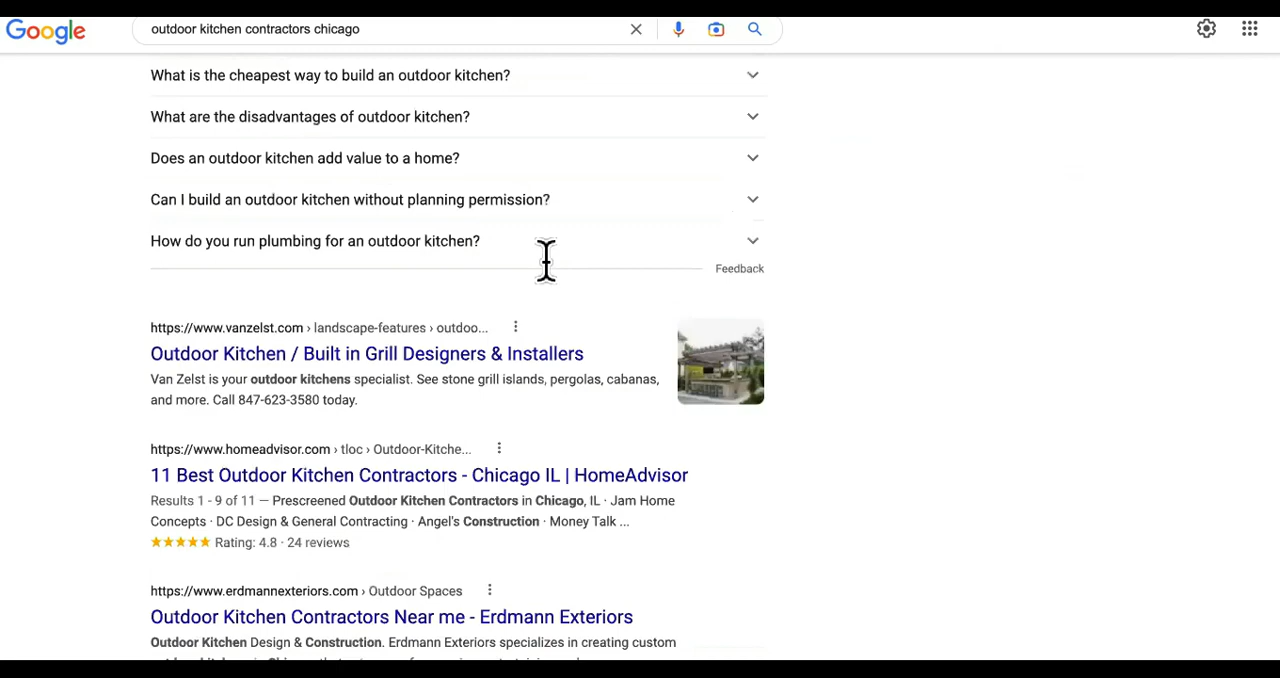 Google
outdoor kitchen contractors chicago
What is the cheapest way to build an outdoor kitchen?
What are the disadvantages of outdoor kitchen?
Does an outdoor kitchen add value to a home?
Can I build an outdoor kitchen without planning permission?
How do you run plumbing for an outdoor kitchen?
Feedback
https://www.vanzelst.com › landscape-features › outdoo...
Outdoor Kitchen / Built in Grill Designers & Installers
Van Zelst is your outdoor kitchens specialist. See stone grill islands, pergolas, cabanas,
and more. Call 847-623-3580 today.
https://www.homeadvisor.com › tloc › Outdoor-Kitche...
11 Best Outdoor Kitchen Contractors - Chicago IL | HomeAdvisor
Results 1 - 9 of 11 — Prescreened Outdoor Kitchen Contractors in Chicago, IL · Jam Home
Concepts · DC Design & General Contracting · Angel's Construction · Money Talk ...
Rating: 4.8 · 24 reviews
https://www.erdmannexteriors.com › Outdoor Spaces
Outdoor Kitchen Contractors Near me - Erdmann Exteriors
Outdoor Kitchen Design & Construction. Erdmann Exteriors specializes in creating custom